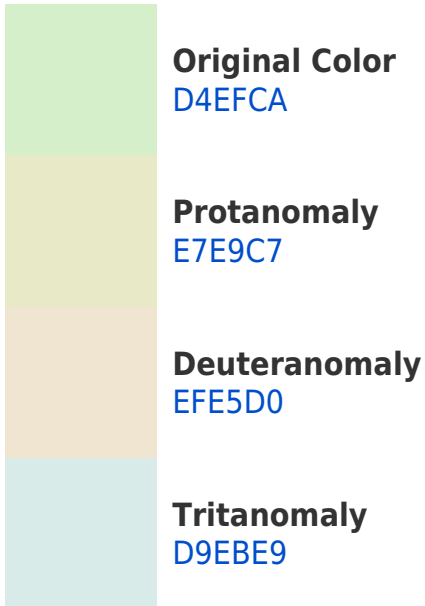 Original Color
D4EFCA
Protanomaly
E7E9C7
Deuteranomaly
EFE5D0
Tritanomaly
D9EBE9